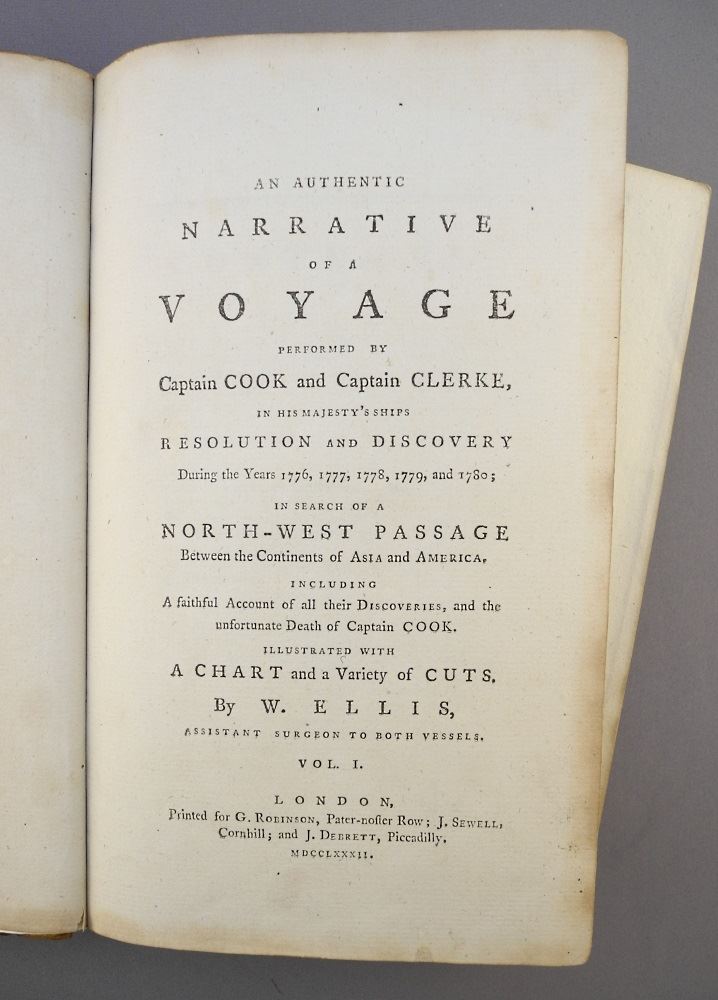 AN AUTHENTIC
NARRATIVE
OF A
VOYAGE
PERFORMED BY
Captain COOK and Captain CLERKE,
IN HIS MAJESTY'S SHIPS
RESOLUTION AND DISCOVERY
During the Years 1776, 1777, 1778, 1779, and 1780;
IN SEARCH OF A
NORTH-WEST PASSAGE
Between the Continents of ASIA and AMERICA.
INCLUDING
A faithful Account of all their DISCOVERIES, and the
unfortunate Death of Captain COOK.
ILLUSTRATED WITH
A CHART and a Variety of CUTS.
By W. ELLIS,
ASSISTANT SURGEON TO BOTH VESSELS.
VOL. I.
LONDON,
Printed for G. ROBINSON, Pater-noster Row; J. SEWELL,
Cornhill; and J. DEBRETT, Piccadilly.
MDCCLXXXII.